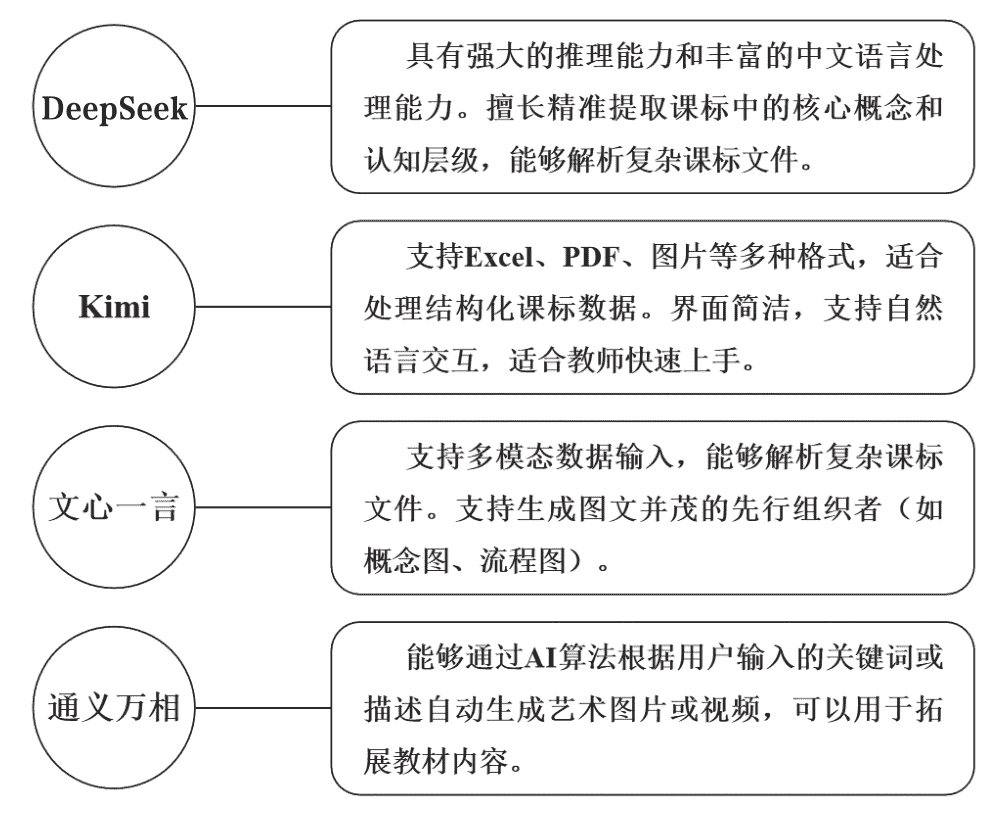 DeepSeek
具有强大的推理能力和丰富的中文语言处
理能力。擅长精准提取课标中的核心概念和
认知层级，能够解析复杂课标文件。
Kimi
支持Excel、PDF、图片等多种格式，适合
处理结构化课标数据。界面简洁，支持自然
语言交互，适合教师快速上手。
文心一言
支持多模态数据输入，能够解析复杂课标
文件。支持生成图文并茂的先行组织者（如
概念图、流程图）。
通义万相
能够通过AI算法根据用户输入的关键词或
描述自动生成艺术图片或视频，可以用于拓
展教材内容。